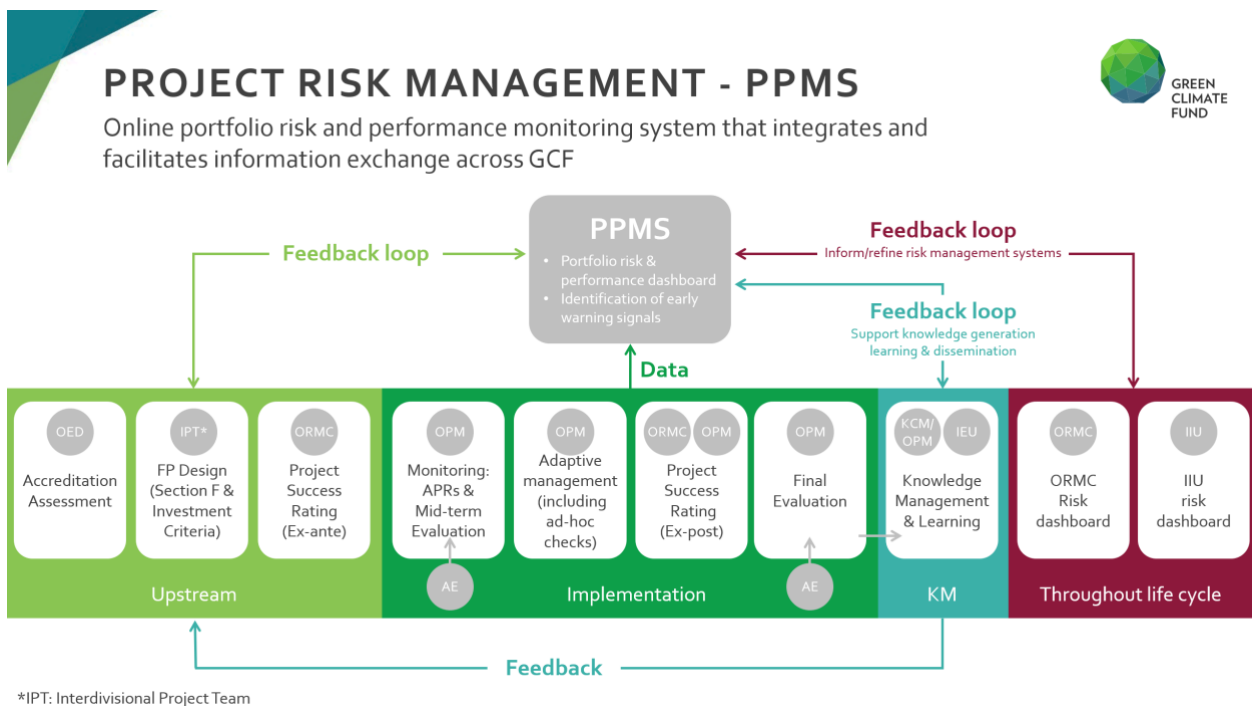 PROJECT RISK MANAGEMENT - PPMS
Online portfolio risk and performance monitoring system that integrates and
facilitates information exchange across GCF
GREEN
CLIMATE
FUND
PPMS
• Portfolio risk &
performance dashboard
• Identification of early
warning signals
Feedback loop
Feedback loop
Inform/refine risk management systems
Feedback loop
Support knowledge generation
learning & dissemination
Data
OED
Accreditation
Assessment
IPT*
FP Design
(Section F &
Investment
Criteria)
ORMC
Project
Success
Rating
(Ex-ante)
Upstream
OPM
Monitoring:
APRs &
Mid-term
Evaluation
AE
OPM
Adaptive
management
(including
ad-hoc
checks)
ORMC
OPM
Project
Success
Rating
(Ex-post)
OPM
Final
Evaluation
AE
Implementation
KCM/
OPM
IEU
Knowledge
Management
& Learning
KM
ORMC
ORMC
Risk
dashboard
IIU
IIU
risk
dashboard
Throughout life cycle
Feedback
*IPT: Interdivisional Project Team